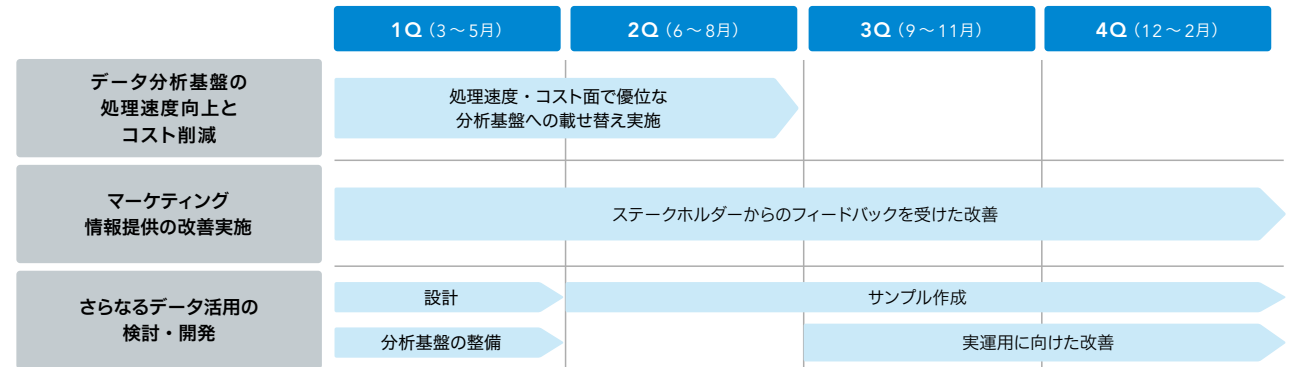 1Q（3～5月） 2Q（6～8月） 3Q（9～11月） 4Q（12～2月）
データ分析基盤の
処理速度向上と
コスト削減
処理速度・コスト面で優位な
分析基盤への載せ替え実施
マーケティング
情報提供の改善実施
ステークホルダーからのフィードバックを受けた改善
さらなるデータ活用の
検討・開発
設計 サンプル作成
分析基盤の整備 実運用に向けた改善